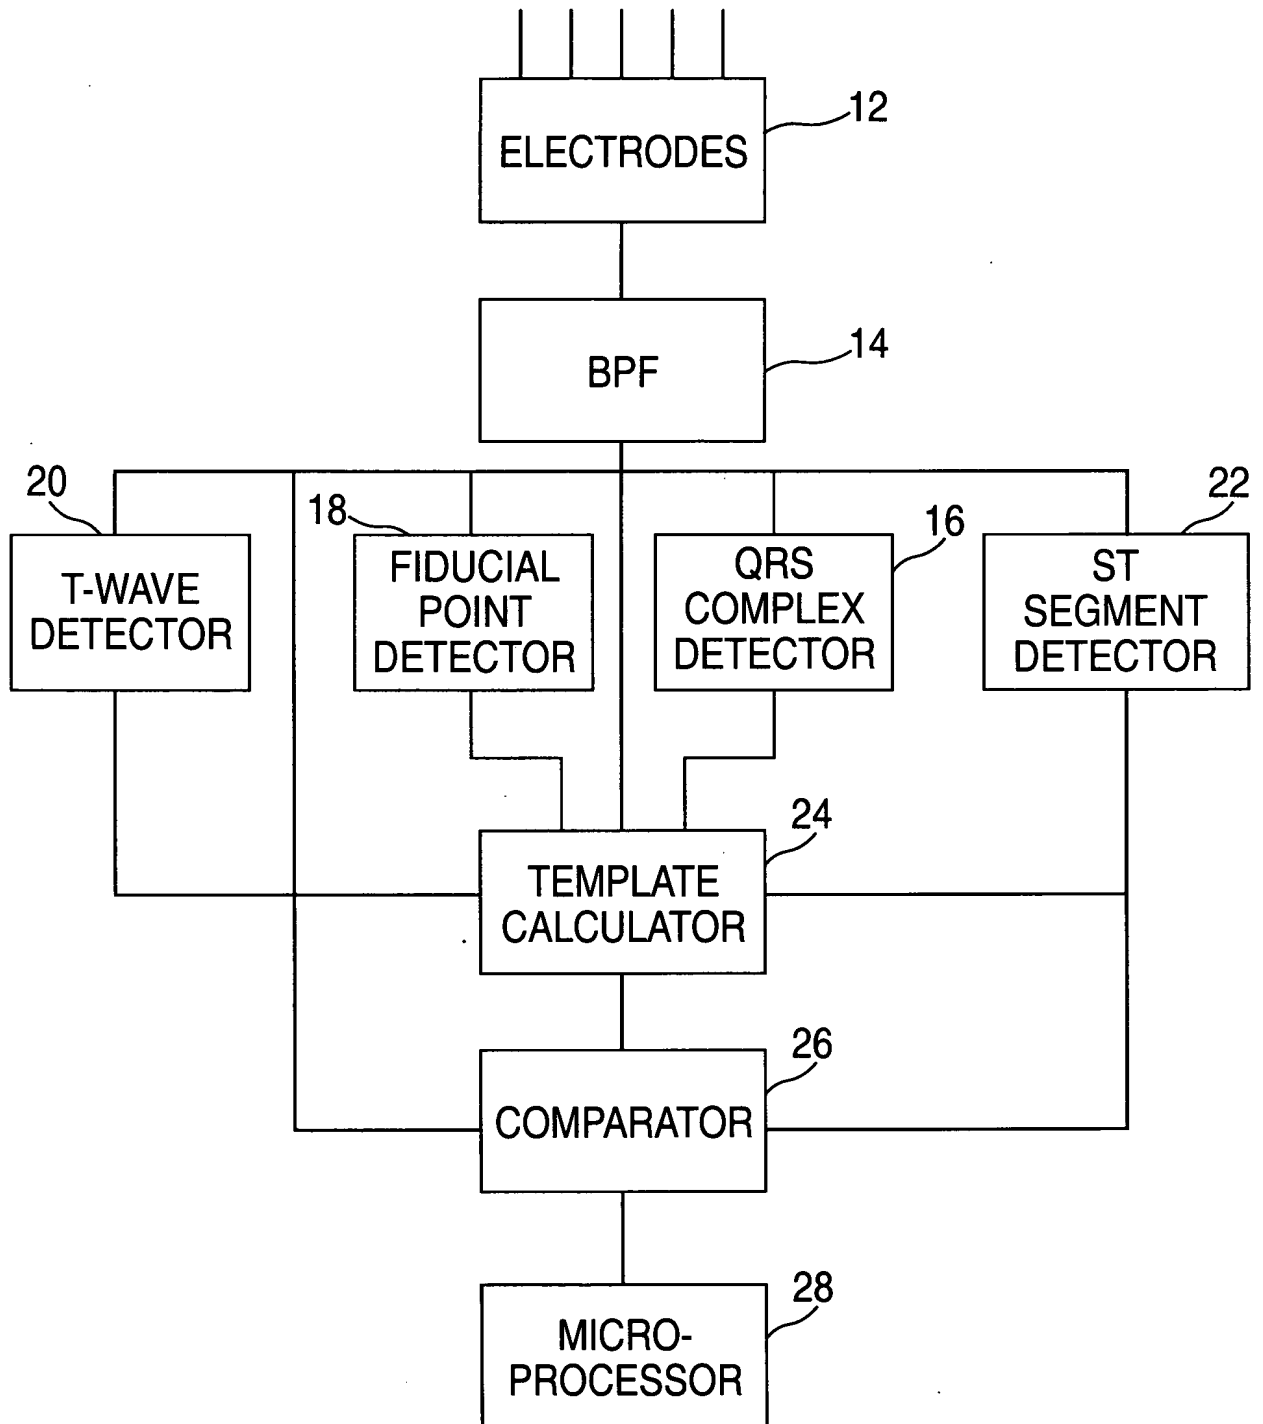 12
ELECTRODES
14
BPF
20
18
16
22
T-WAVE
DETECTOR
FIDUCIAL
POINT
DETECTOR
QRS
COMPLEX
DETECTOR
ST
SEGMENT
DETECTOR
24
TEMPLATE
CALCULATOR
26
COMPARATOR
28
MICRO-
PROCESSOR